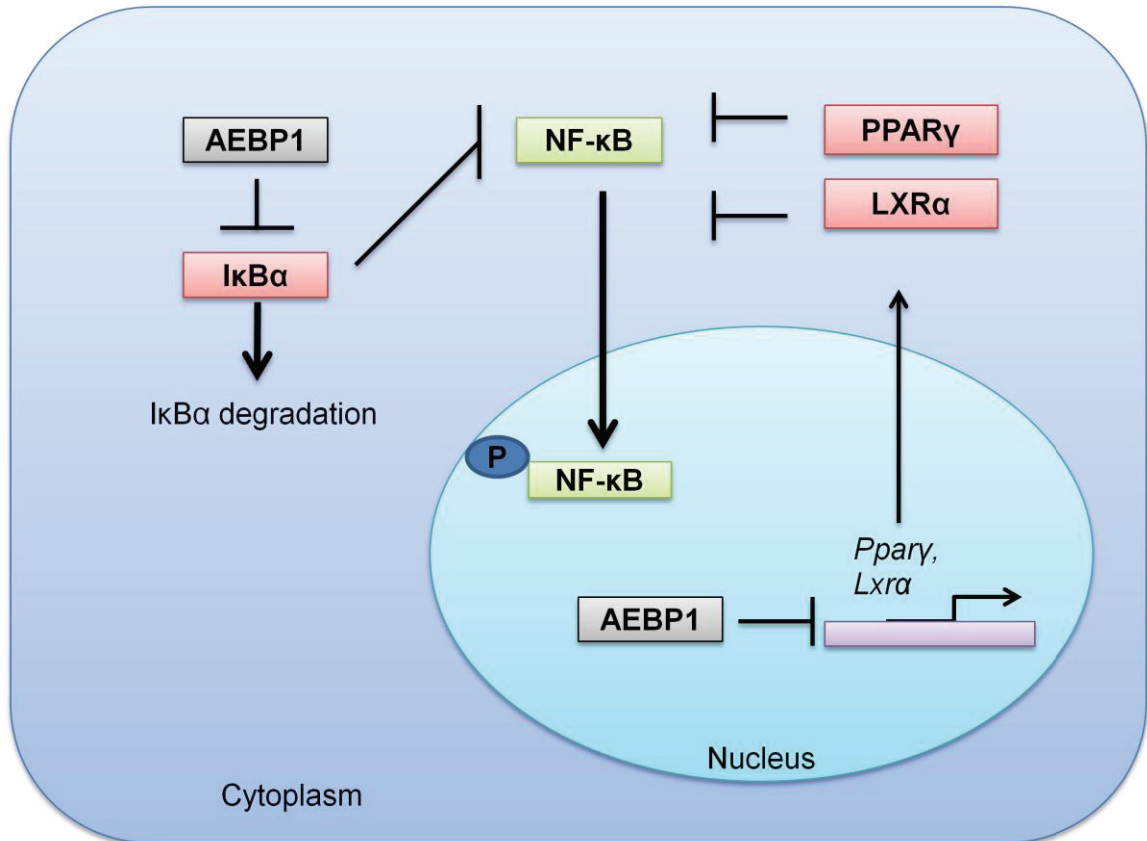 AEBP1
NF-κB
PPARγ
LXRα
IκBα
IκBα degradation
P
NF-κB
Pparγ,
Lxrα
AEBP1
Nucleus
Cytoplasm